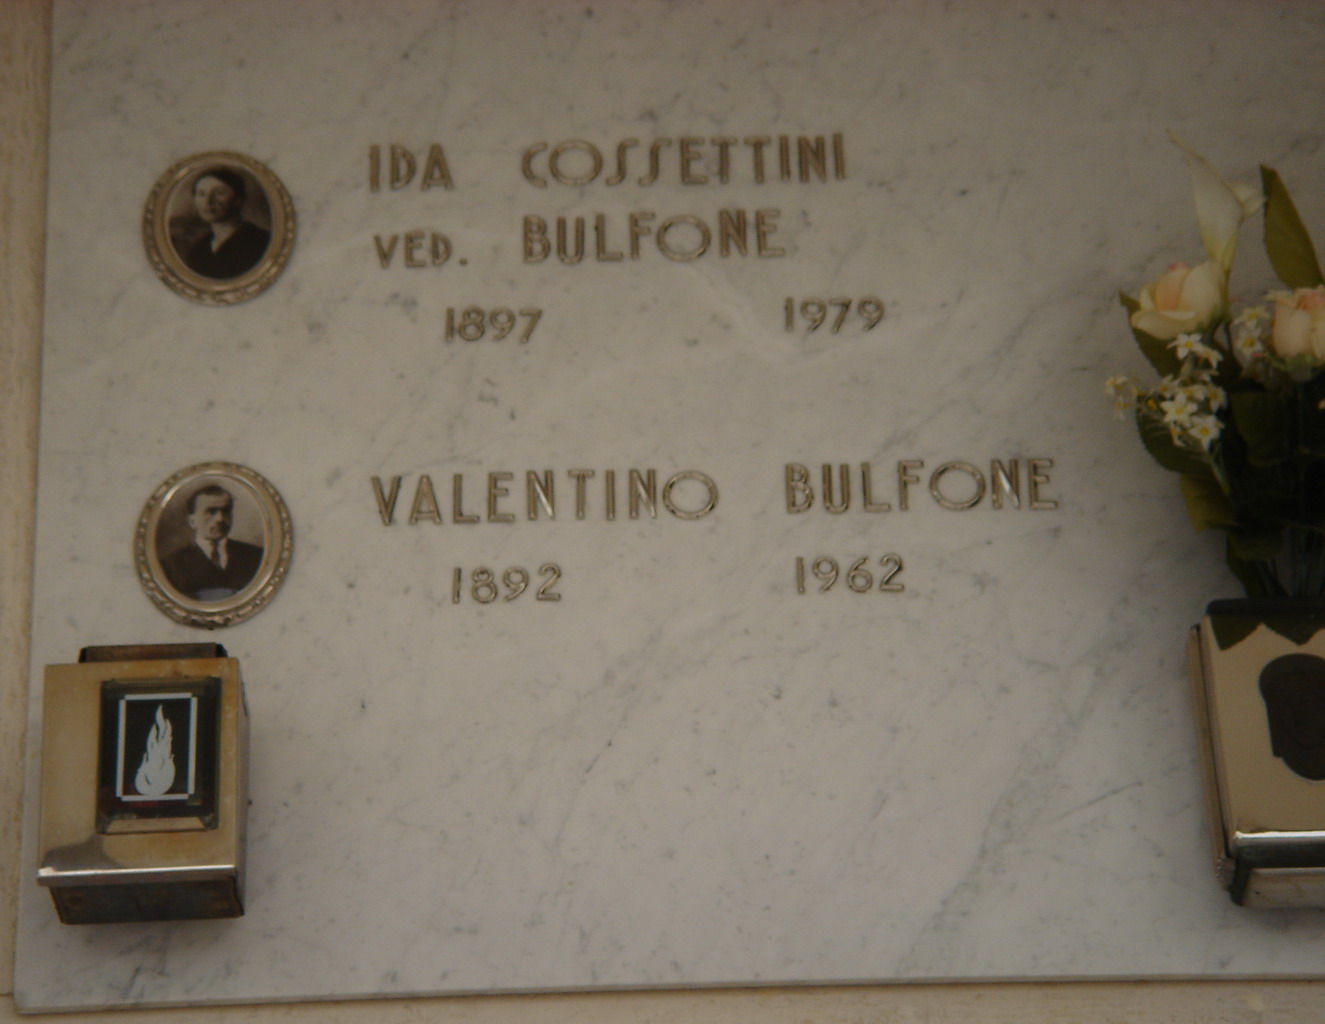 IDA COSSETTINI
VED. BULFONE
1897 1979
VALENTINO BULFONE
1892 1962